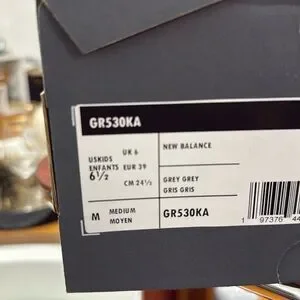 GR530KA
USKIDS
ENFANTS
6½
UK 6
EUR 39
CM 24½
NEW BALANCE
GREY GREY
GRIS GRIS
M MEDIUM
MOYEN
GR530KA
1 97376 44